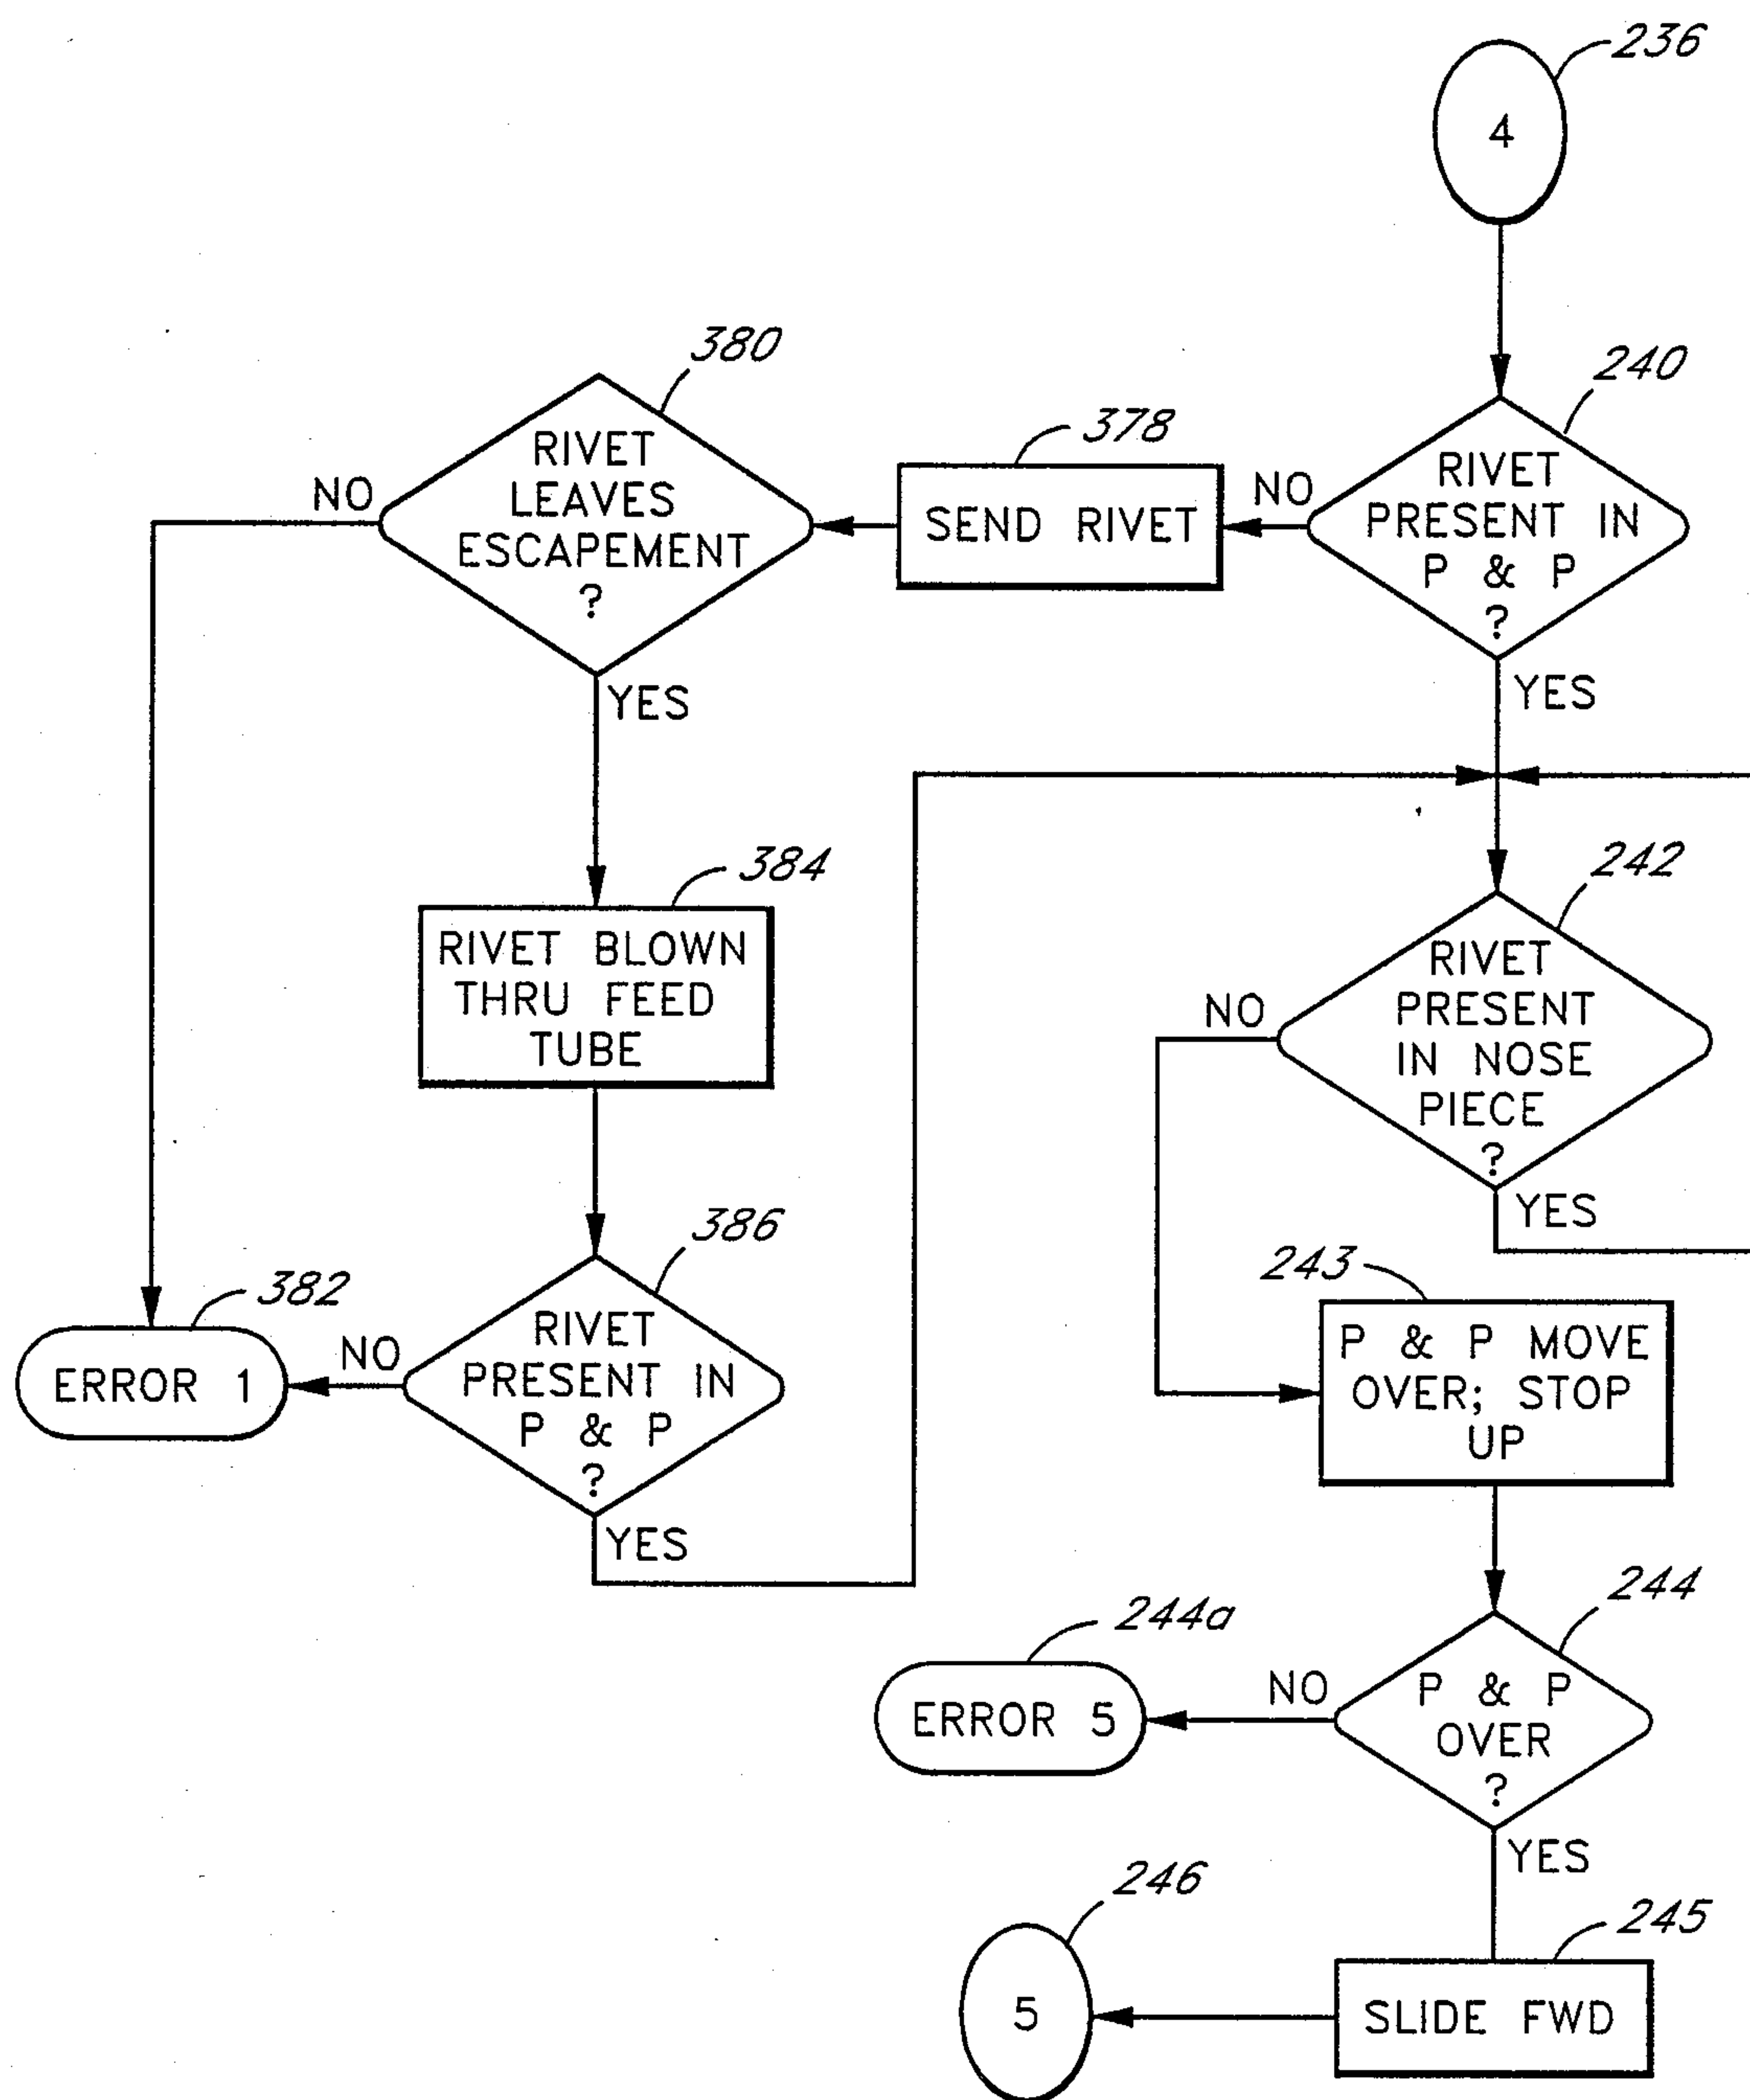 236
4
240
RIVET
PRESENT IN
P & P
?
NO
YES
378
SEND RIVET
380
RIVET
LEAVES
ESCAPEMENT
?
NO
YES
384
RIVET BLOWN
THRU FEED
TUBE
386
RIVET
PRESENT IN
P & P
?
NO
YES
382
ERROR 1
242
RIVET
PRESENT
IN NOSE
PIECE
?
NO
YES
243
P & P MOVE
OVER; STOP
UP
244
P & P
OVER
?
NO
YES
244a
ERROR 5
245
SLIDE FWD
246
5